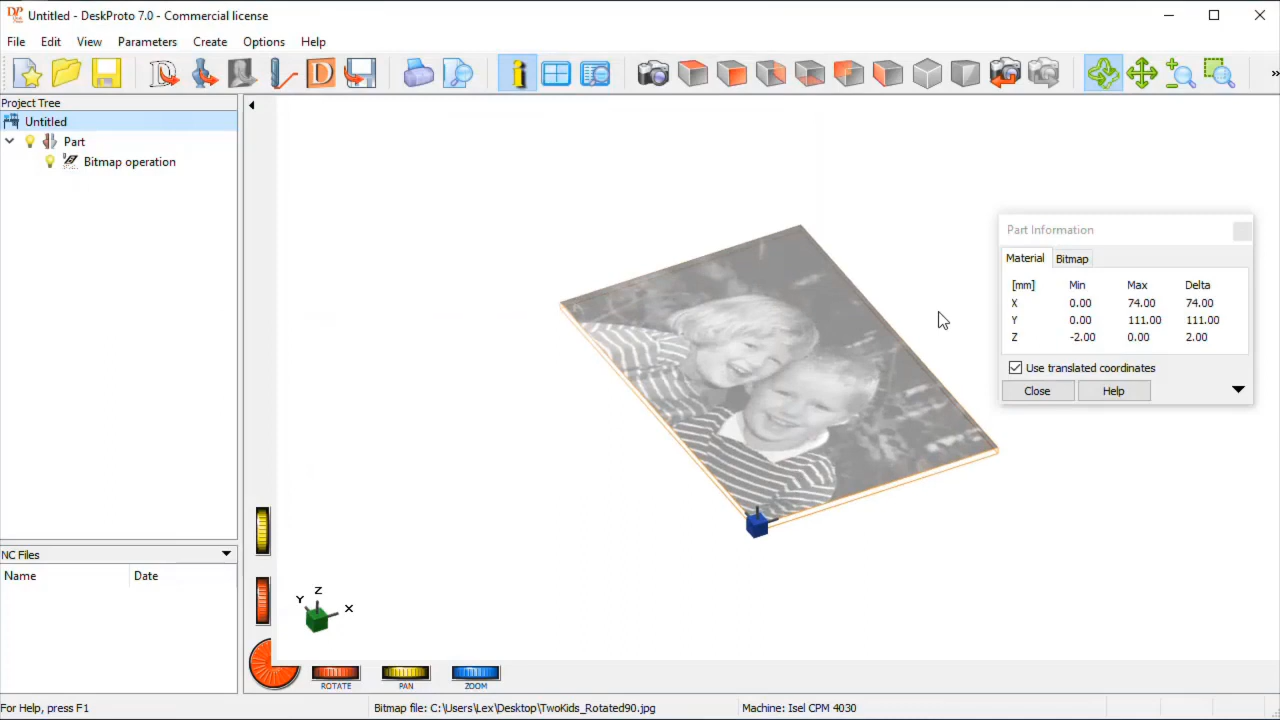 Untitled - DeskProto 7.0 - Commercial license
File Edit View Parameters Create Options Help
Project Tree
Untitled
Part
Bitmap operation
Part Information
Material Bitmap
[mm] Min Max Delta
X 0.00 74.00 74.00
Y 0.00 111.00 111.00
Z -2.00 0.00 2.00
Use translated coordinates
Close Help
NC Files
Name Date
Z
Y
X
ROTATE PAN ZOOM
For Help, press F1 Bitmap file: C:\Users\Lex\Desktop\TwoKids_Rotated90.jpg Machine: Isel CPM 4030